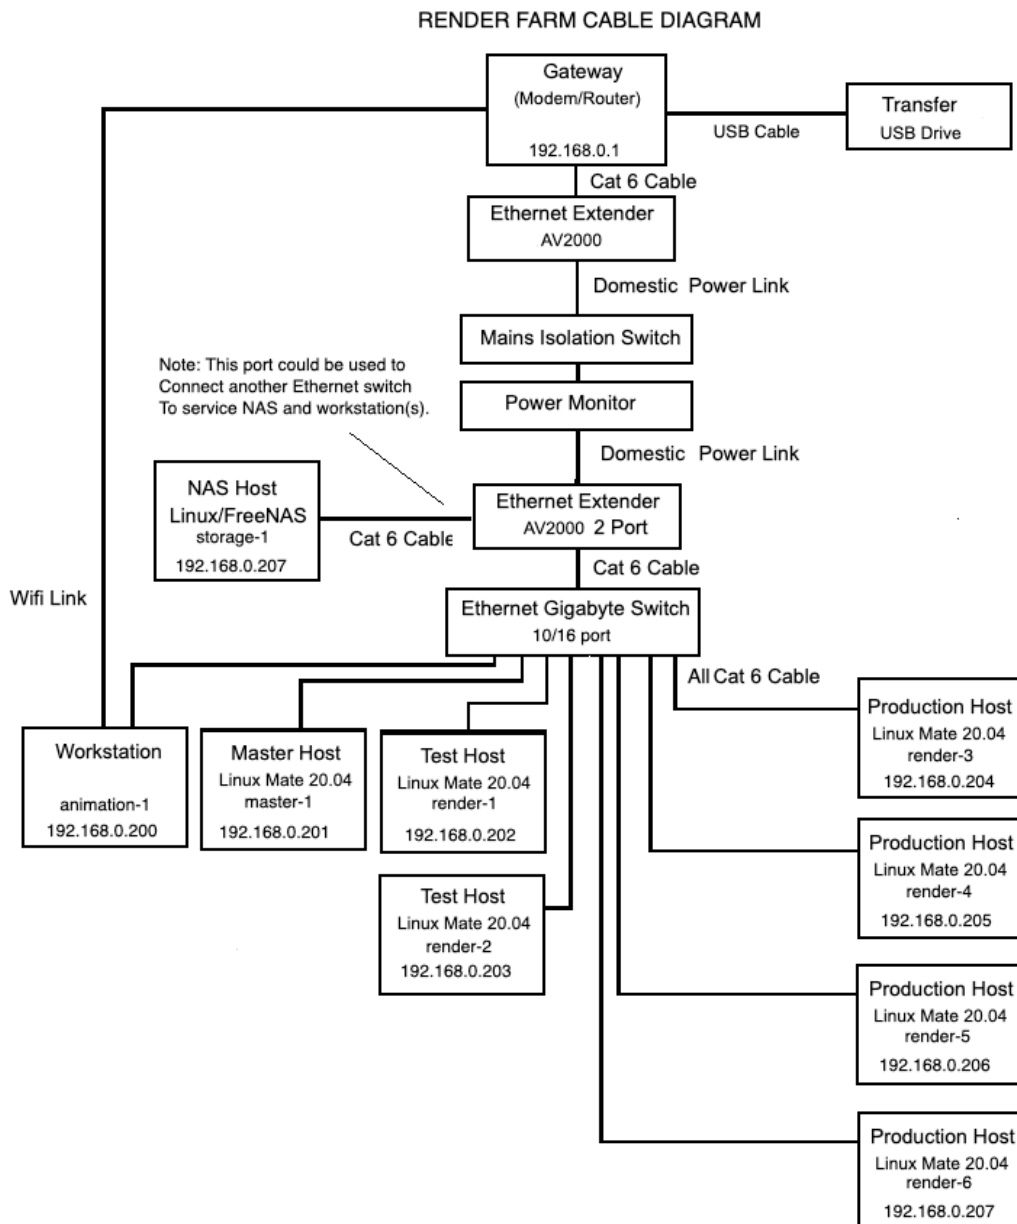 RENDER FARM CABLE DIAGRAM
Gateway
(Modem/Router)
192.168.0.1
USB Cable
Transfer
USB Drive
Cat 6 Cable
Ethernet Extender
AV2000
Domestic Power Link
Mains Isolation Switch
Power Monitor
Domestic Power Link
Note: This port could be used to
Connect another Ethernet switch
To service NAS and workstation(s).
NAS Host
Linux/FreeNAS
storage-1
192.168.0.207
Cat 6 Cable
Ethernet Extender
AV2000 2 Port
Cat 6 Cable
Wifi Link
Ethernet Gigabyte Switch
10/16 port
All Cat 6 Cable
Workstation
animation-1
192.168.0.200
Master Host
Linux Mate 20.04
master-1
192.168.0.201
Test Host
Linux Mate 20.04
render-1
192.168.0.202
Test Host
Linux Mate 20.04
render-2
192.168.0.203
Production Host
Linux Mate 20.04
render-3
192.168.0.204
Production Host
Linux Mate 20.04
render-4
192.168.0.205
Production Host
Linux Mate 20.04
render-5
192.168.0.206
Production Host
Linux Mate 20.04
render-6
192.168.0.207